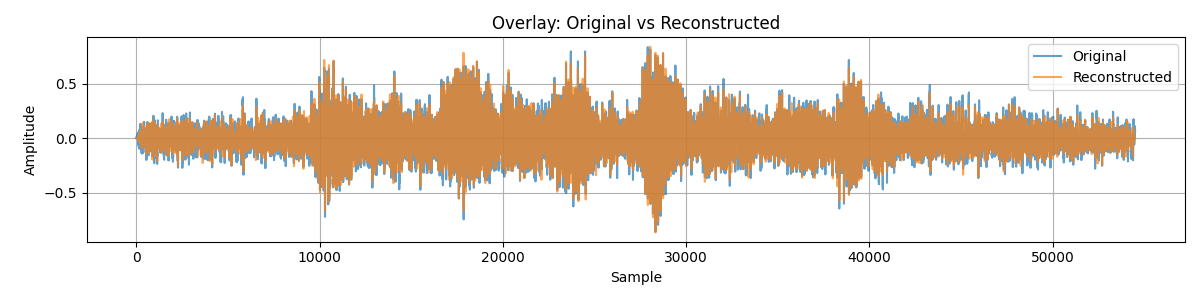 Overlay: Original vs Reconstructed
Original
Reconstructed
Amplitude
0.5
0.0
−0.5
0 10000 20000 30000 40000 50000
Sample